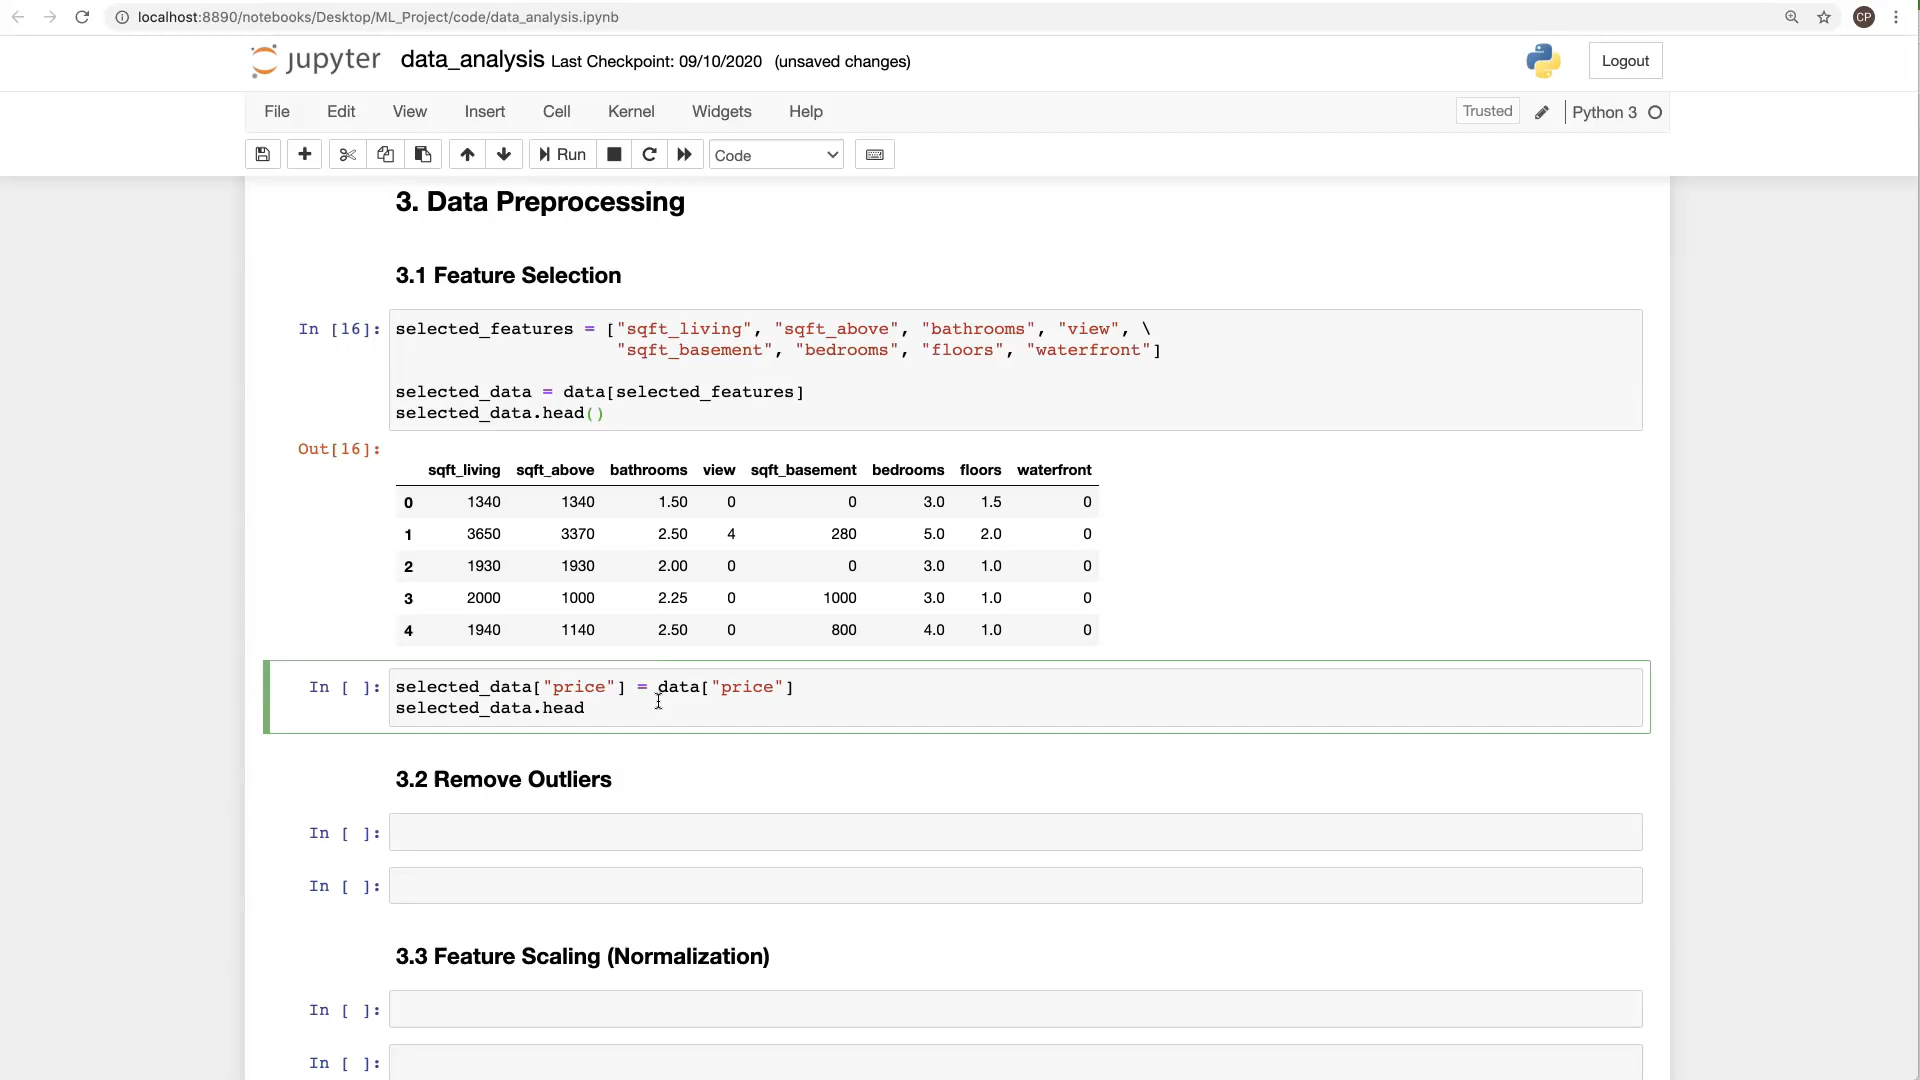 localhost:8890/notebooks/Desktop/ML_Project/code/data_analysis.ipynb
CP
jupyter data_analysis Last Checkpoint: 09/10/2020 (unsaved changes)
Logout
File Edit View Insert Cell Kernel Widgets Help
Trusted Python 3
Run Code
3. Data Preprocessing
3.1 Feature Selection
In [16]: selected_features = ["sqft_living", "sqft_above", "bathrooms", "view", \
"sqft_basement", "bedrooms", "floors", "waterfront"]
selected_data = data[selected_features]
selected_data.head()
Out[16]:
sqft_living sqft_above bathrooms view sqft_basement bedrooms floors waterfront
0 1340 1340 1.50 0 0 3.0 1.5 0
1 3650 3370 2.50 4 280 5.0 2.0 0
2 1930 1930 2.00 0 0 3.0 1.0 0
3 2000 1000 2.25 0 1000 3.0 1.0 0
4 1940 1140 2.50 0 800 4.0 1.0 0
In [ ]: selected_data["price"] = data["price"]
selected_data.head
3.2 Remove Outliers
In [ ]:
In [ ]:
3.3 Feature Scaling (Normalization)
In [ ]:
In [ ]: